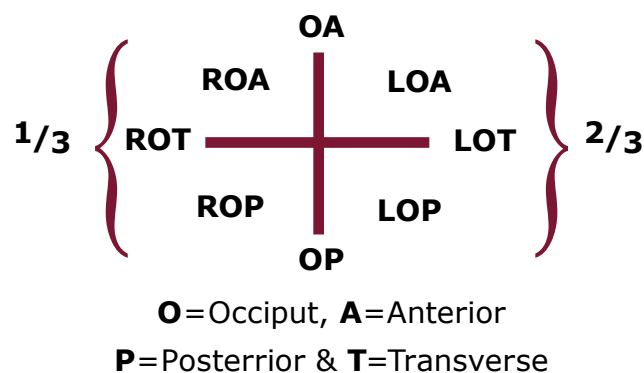 OA
ROA LOA
1/3 ROT LOT 2/3
ROP LOP
OP
O=Occiput, A=Anterior
P=Posterrior & T=Transverse